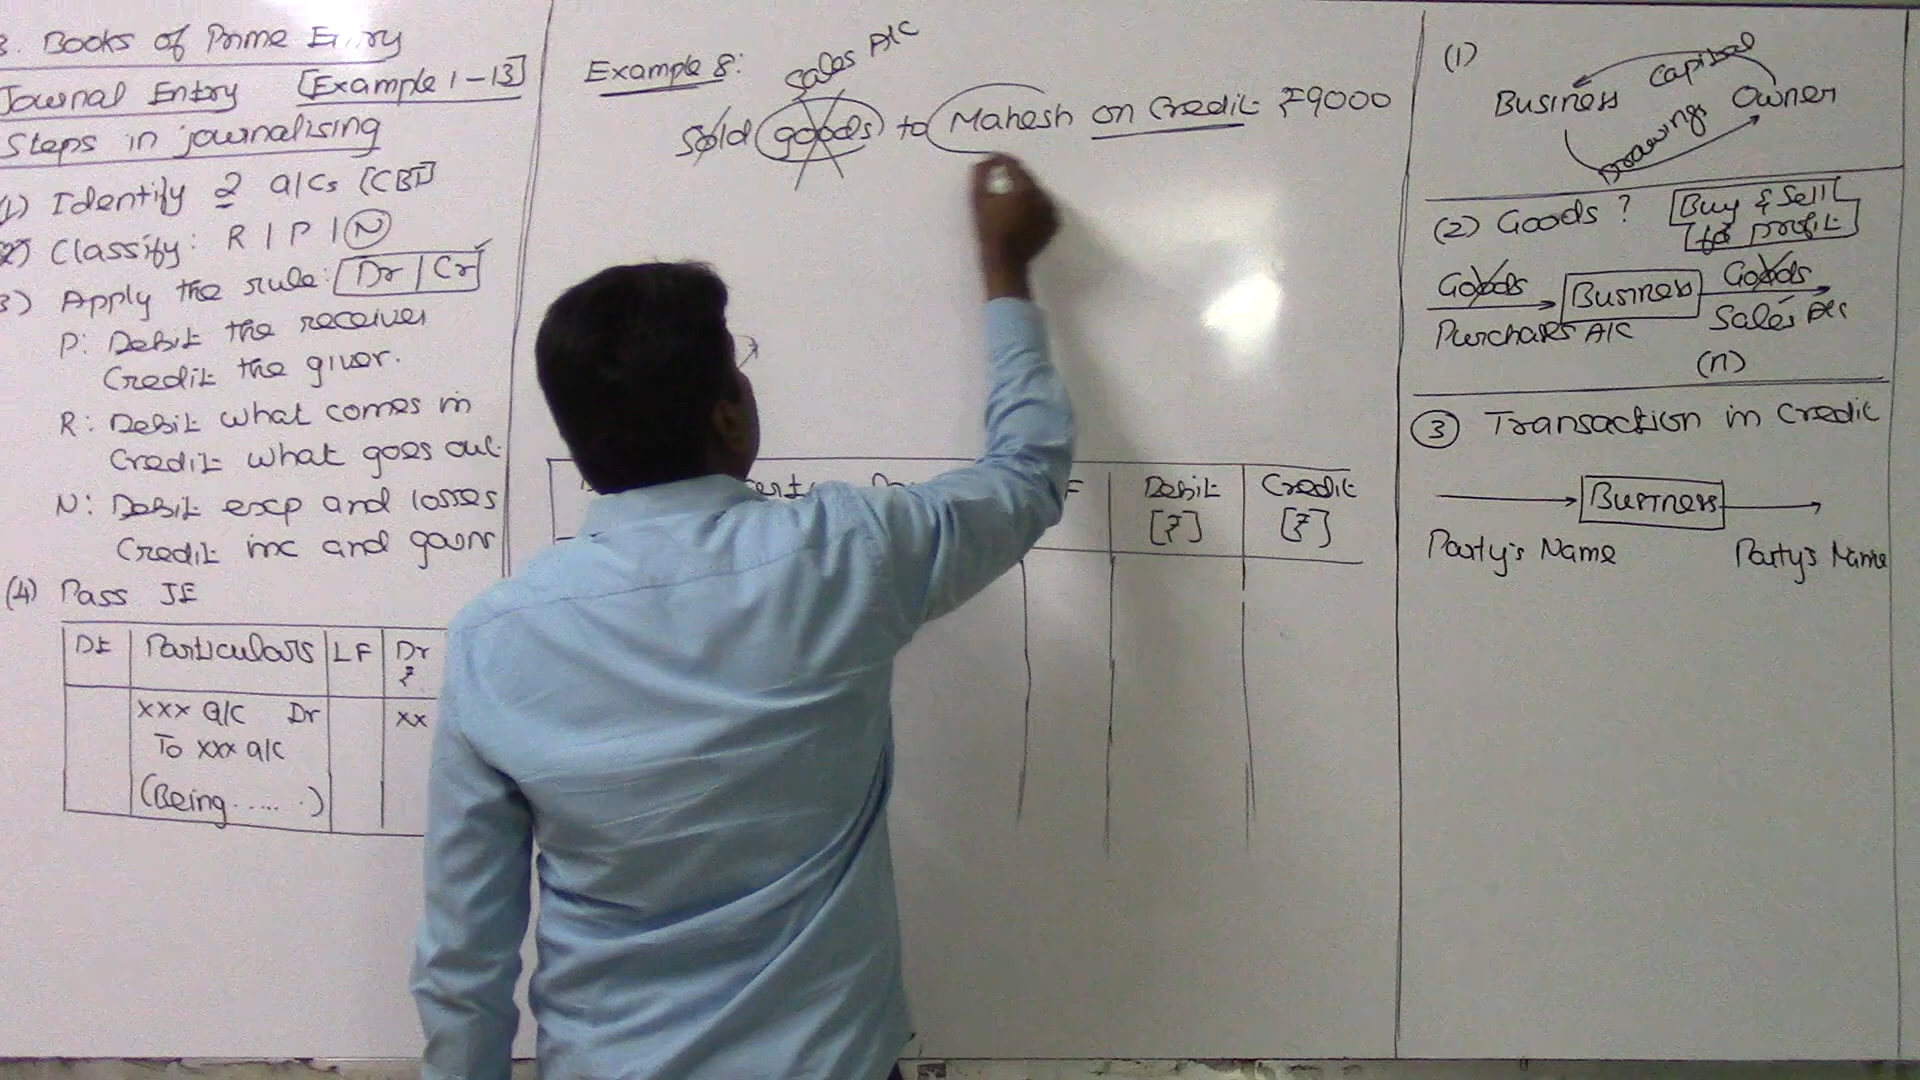 3. Books of Prime Entry
Journal Entry [Example 1-13]
Steps in journalising
(1) Identify 2 a/cs [CBI]
(2) Classify: R | P | N
3) Apply the rule: Dr | Cr
P: Debit the receiver
Credit the giver.
R: Debit what comes in
Credit what goes out.
N: Debit exp and losses
Credit inc and gains
(4) Pass JE
Dt Particulars LF Dr
₹
xxx a/c Dr xx
To xxx a/c
(Being ......)
Example 8: Sales A/C
Sold goods to Mahesh on Credit ₹9000
Debit Credit
[₹] [₹]
(1)
Business Capital Owner
Drawings
(2) Goods? Buy & Sell
for profit
Goods Business Goods
Purchases A/C Sales A/c
(n)
3 Transaction in Credit
Business
Party's Name Party's Name